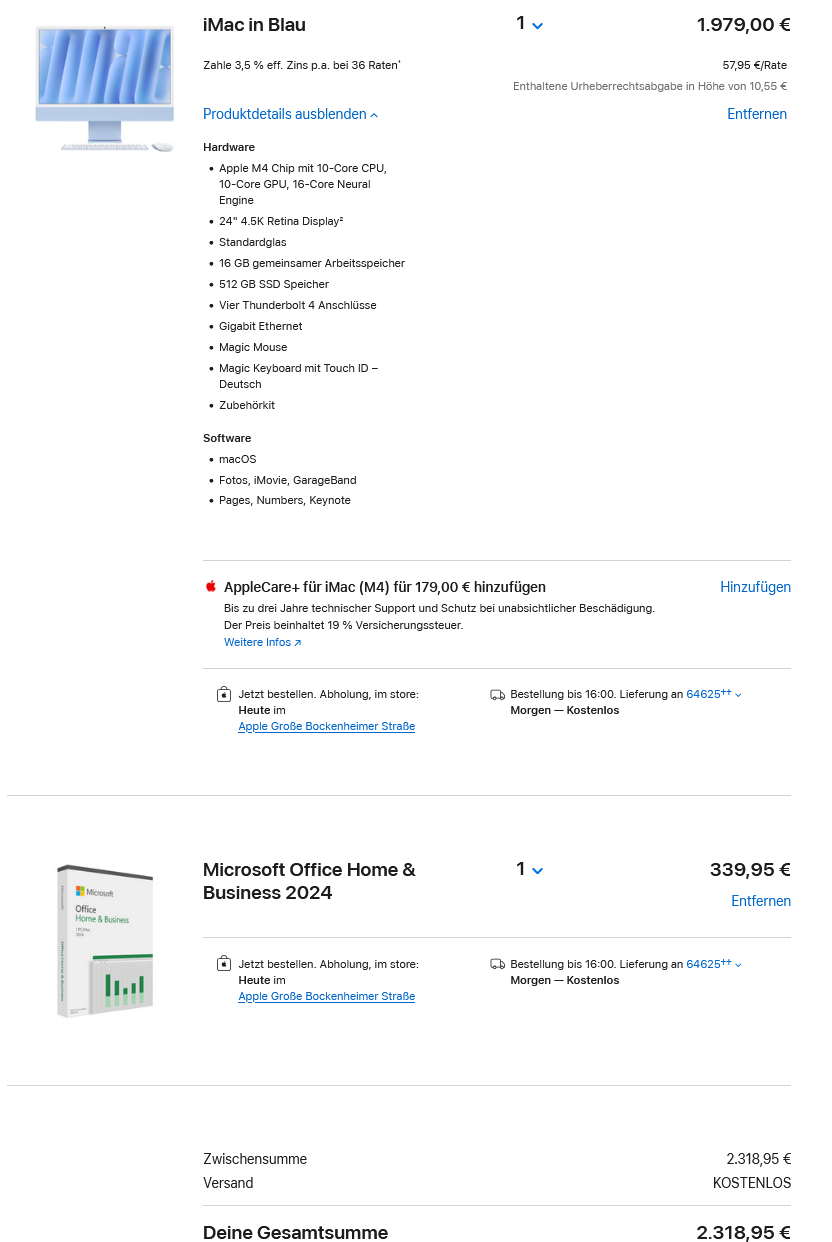 iMac in Blau
1
1.979,00 €
Zahle 3,5 % eff. Zins p.a. bei 36 Raten*
57,95 €/Rate
Enthaltene Urheberrechtsabgabe in Höhe von 10,55 €
Produktdetails ausblenden
Entfernen
Hardware
• Apple M4 Chip mit 10-Core CPU,
10-Core GPU, 16-Core Neural
Engine
• 24" 4.5K Retina Display²
• Standardglas
• 16 GB gemeinsamer Arbeitsspeicher
• 512 GB SSD Speicher
• Vier Thunderbolt 4 Anschlüsse
• Gigabit Ethernet
• Magic Mouse
• Magic Keyboard mit Touch ID –
Deutsch
• Zubehörkit
Software
• macOS
• Fotos, iMovie, GarageBand
• Pages, Numbers, Keynote
AppleCare+ für iMac (M4) für 179,00 € hinzufügen
Hinzufügen
Bis zu drei Jahre technischer Support und Schutz bei unabsichtlicher Beschädigung.
Der Preis beinhaltet 19 % Versicherungssteuer.
Weitere Infos ↗
Jetzt bestellen. Abholung, im store:
Heute im
Apple Große Bockenheimer Straße
Bestellung bis 16:00. Lieferung an 64625‡‡
Morgen — Kostenlos
Microsoft
Office
Home & Business
2024
Microsoft Office Home &
Business 2024
1
339,95 €
Entfernen
Jetzt bestellen. Abholung, im store:
Heute im
Apple Große Bockenheimer Straße
Bestellung bis 16:00. Lieferung an 64625‡‡
Morgen — Kostenlos
Zwischensumme
2.318,95 €
Versand
KOSTENLOS
Deine Gesamtsumme
2.318,95 €